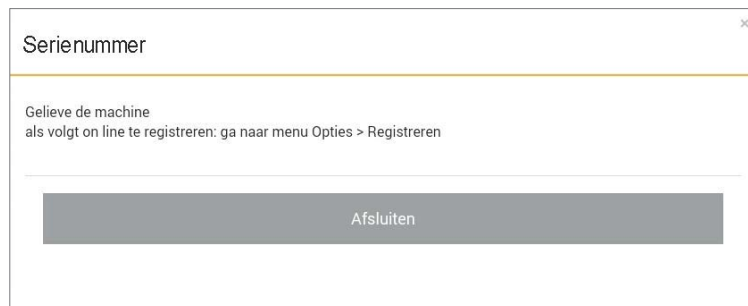 ×
Serienummer
Gelieve de machine
als volgt on line te registreren: ga naar menu Opties > Registreren
Afsluiten